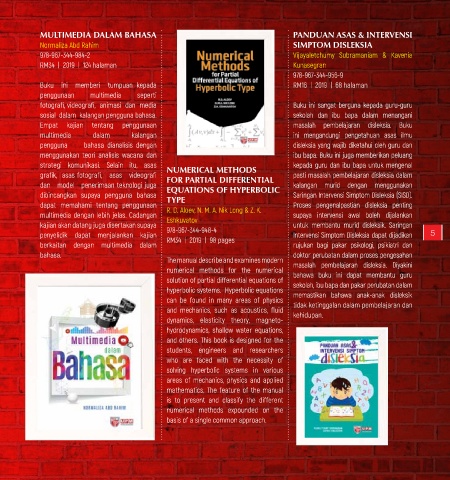 MULTIMEDIA DALAM BAHASA
Normaliza Abd Rahim
978-967-344-984-2
RM34 | 2019 | 124 halaman
Buku ini memberi tumpuan kepada
penggunaan multimedia seperti
fotografi, videografi, animasi dan media
sosial dalam kalangan pengguna bahasa.
Empat kajian tentang penggunaan
multimedia dalam kalangan
pengguna bahasa dianalisis dengan
menggunakan teori analisis wacana dan
strategi komunikasi. Selain itu, asas
grafik, asas fotografi, asas videografi
dan model penerimaan teknologi juga
dibincangkan supaya pengguna bahasa
dapat memahami tentang penggunaan
multimedia dengan lebih jelas. Cadangan
kajian akan datang juga disertakan supaya
penyelidik dapat menjalankan kajian
berkaitan dengan multimedia dalam
bahasa.
Multimedia
dalam
Bahasa
NORMALIZA ABD RAHIM
Numerical
Methods
for Partial
Differential Equations of
Hyperbolic Type
NUMERICAL METHODS
FOR PARTIAL DIFFERENTIAL
EQUATIONS OF HYPERBOLIC
TYPE
R. D. Aloev, N. M. A. Nik Long & Z. K.
Eshkuvatov
978-967-344-948-4
RM34 | 2019 | 98 pages
The manual describe and examines modern
numerical methods for the numerical
solution of partial differential equations of
hyperbolic systems. Hyperbolic equations
can be found in many areas of physics
and mechanics, such as acoustics, fluid
dynamics, elasticity theory, magneto-
hydrodynamics, shallow water equations,
and others. This book is designed for the
students, engineers and researchers
who are faced with the necessity of
solving hyperbolic systems in various
areas of mechanics, physics and applied
mathematics. The feature of the manual
is to present and classify the different
numerical methods expounded on the
basis of a single common approach.
PANDUAN ASAS & INTERVENSI
SIMPTOM DISLEKSIA
Vijayaletchumy Subramaniam & Kavenia
Kunasegran
978-967-344-955-9
RM16 | 2019 | 68 halaman
Buku ini sangat berguna kepada guru-guru
sekolah dan ibu bapa dalam menangani
masalah pembelajaran disleksia. Buku
ini mengandungi pengetahuan asas ilmu
disleksia yang wajib diketahui oleh guru dan
ibu bapa. Buku ini juga memberikan peluang
kepada guru dan ibu bapa untuk mengenal
pasti masalah pembelajaran disleksia dalam
kalangan murid dengan menggunakan
Saringan Intervensi Simptom Disleksia (SISD).
Proses pengenalpastian disleksia penting
supaya intervensi awal boleh dijalankan
untuk membantu murid disleksik. Saringan
Intervensi Simptom Disleksia dapat dijadikan
rujukan bagi pakar psikologi, psikiatri dan
doktor perubatan dalam proses pengesahan
masalah pembelajaran disleksia. Diyakini
bahawa buku ini dapat membantu guru
sekolah, ibu bapa dan pakar perubatan dalam
memastikan bahawa anak-anak disleksik
tidak ketinggalan dalam pembelajaran dan
kehidupan.
PANDUAN ASAS &
INTERVENSI SIMPTOM
disleksia
5